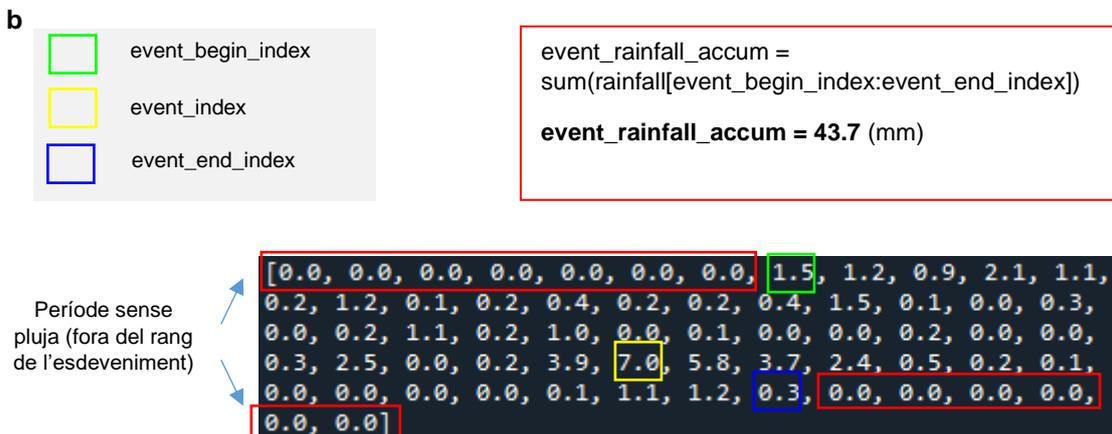 b
event_begin_index
event_index
event_end_index
event_rainfall_accum =
sum(rainfall[event_begin_index:event_end_index])
event_rainfall_accum = 43.7 (mm)
Període sense
pluja (fora del rang
de l'esdeveniment)
[0.0, 0.0, 0.0, 0.0, 0.0, 0.0, 0.0, 1.5, 1.2, 0.9, 2.1, 1.1,
0.2, 1.2, 0.1, 0.2, 0.4, 0.2, 0.2, 0.4, 1.5, 0.1, 0.0, 0.3,
0.0, 0.2, 1.1, 0.2, 1.0, 0.0, 0.1, 0.0, 0.0, 0.2, 0.0, 0.0,
0.3, 2.5, 0.0, 0.2, 3.9, 7.0, 5.8, 3.7, 2.4, 0.5, 0.2, 0.1,
0.0, 0.0, 0.0, 0.0, 0.1, 1.1, 1.2, 0.3, 0.0, 0.0, 0.0, 0.0,
0.0, 0.0]